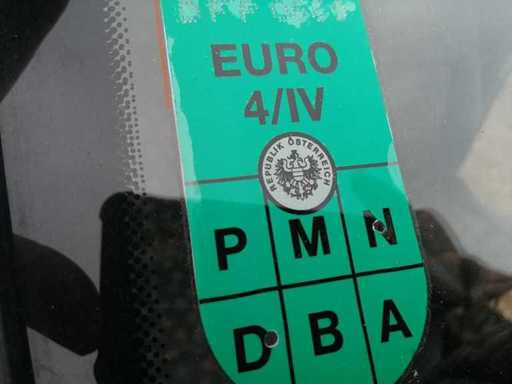 EURO
4/IV
REPUBLIK ÖSTERREICH
P M N
D B A